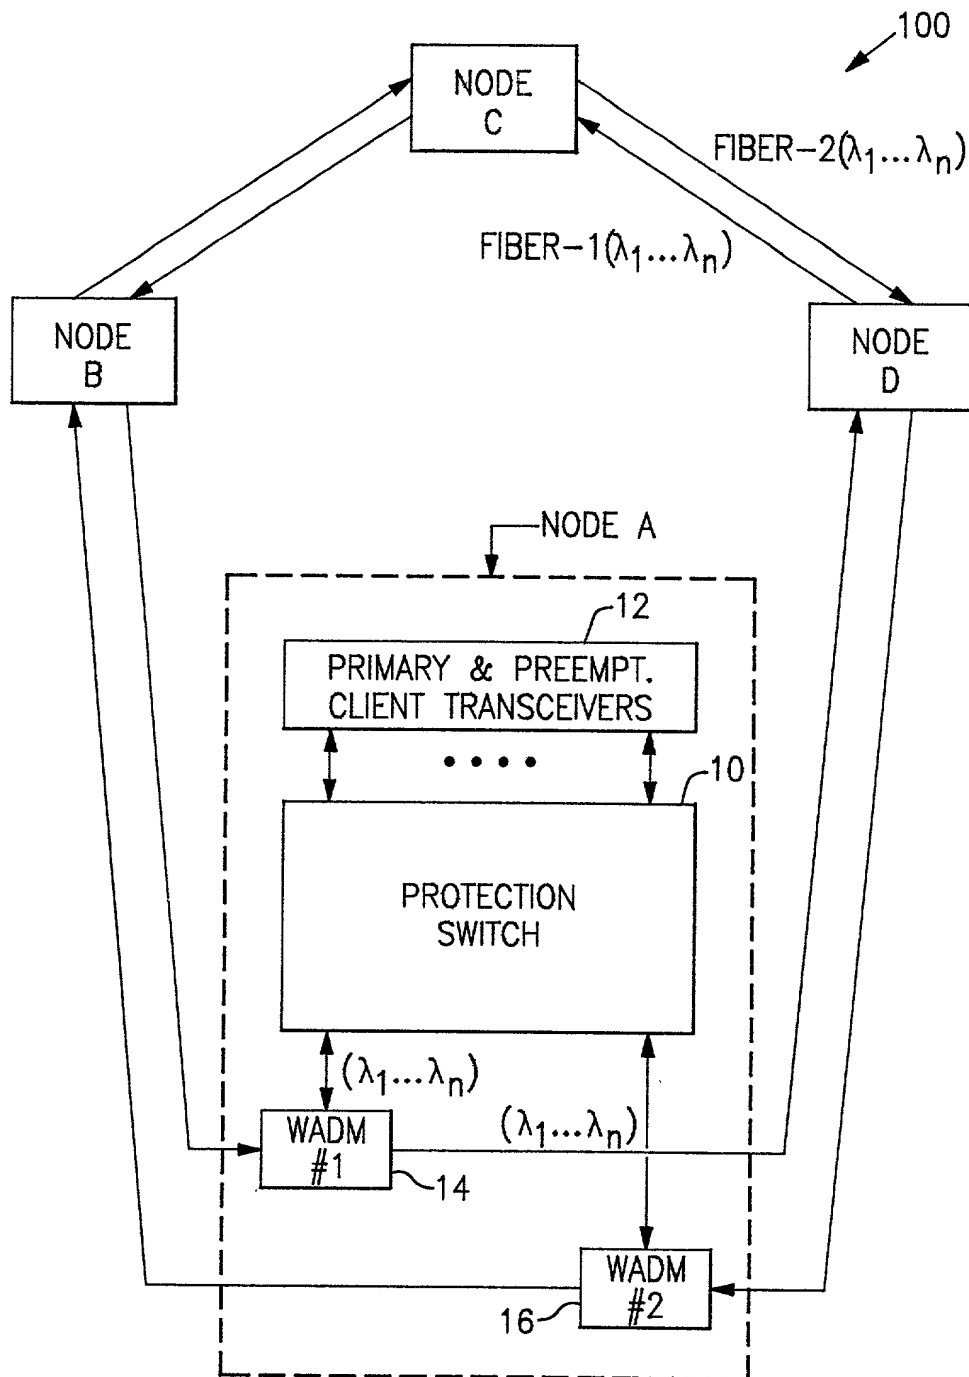 100
NODE
C
FIBER-2(λ1...λn)
FIBER-1(λ1...λn)
NODE
B
NODE
D
NODE A
12
PRIMARY & PREEMPT.
CLIENT TRANSCEIVERS
10
PROTECTION
SWITCH
(λ1...λn)
(λ1...λn)
WADM
#1
14
WADM
#2
16